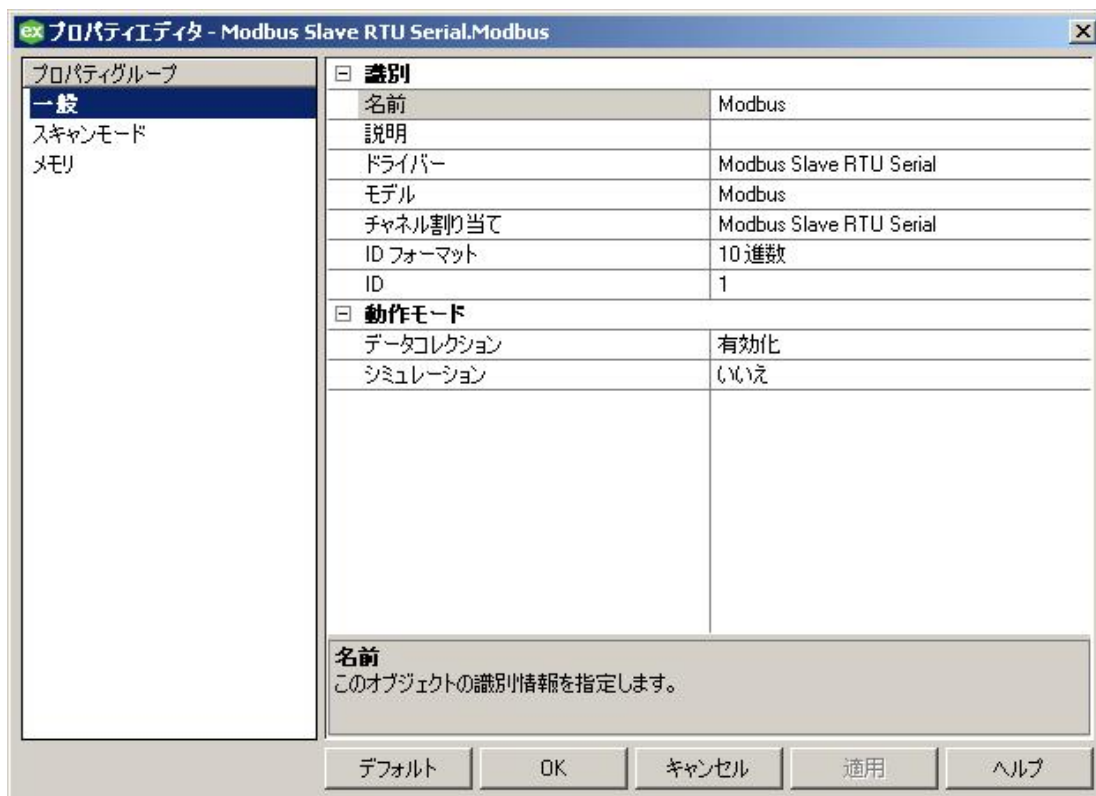 ex プロパティエディタ - Modbus Slave RTU Serial.Modbus
プロパティグループ
一般
スキャンモード
メモリ
識別
名前 Modbus
説明
ドライバー Modbus Slave RTU Serial
モデル Modbus
チャネル割り当て Modbus Slave RTU Serial
ID フォーマット 10 進数
ID 1
動作モード
データコレクション 有効化
シミュレーション いいえ
名前
このオブジェクトの識別情報を指定します。
デフォルト OK キャンセル 適用 ヘルプ